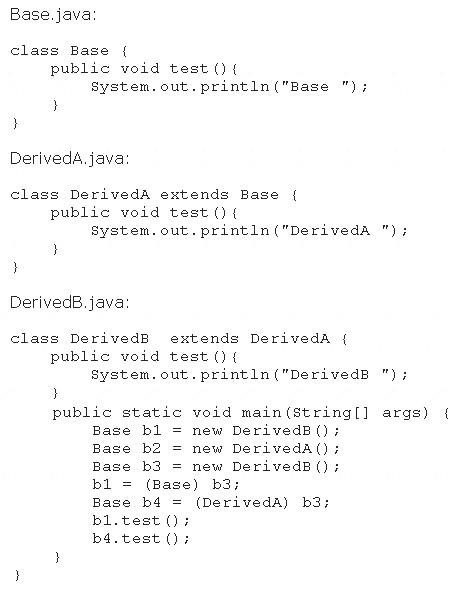 Base.java:
class Base {
    public void test(){
        System.out.println("Base ");
    }
}
DerivedA.java:
class DerivedA extends Base {
    public void test(){
        System.out.println("DerivedA ");
    }
}
DerivedB.java:
class DerivedB  extends DerivedA {
    public void test(){
        System.out.println("DerivedB ");
    }
    public static void main(String[] args) {
        Base b1 = new DerivedB();
        Base b2 = new DerivedA();
        Base b3 = new DerivedB();
        b1 = (Base) b3;
        Base b4 = (DerivedA) b3;
        b1.test();
        b4.test();
    }
}